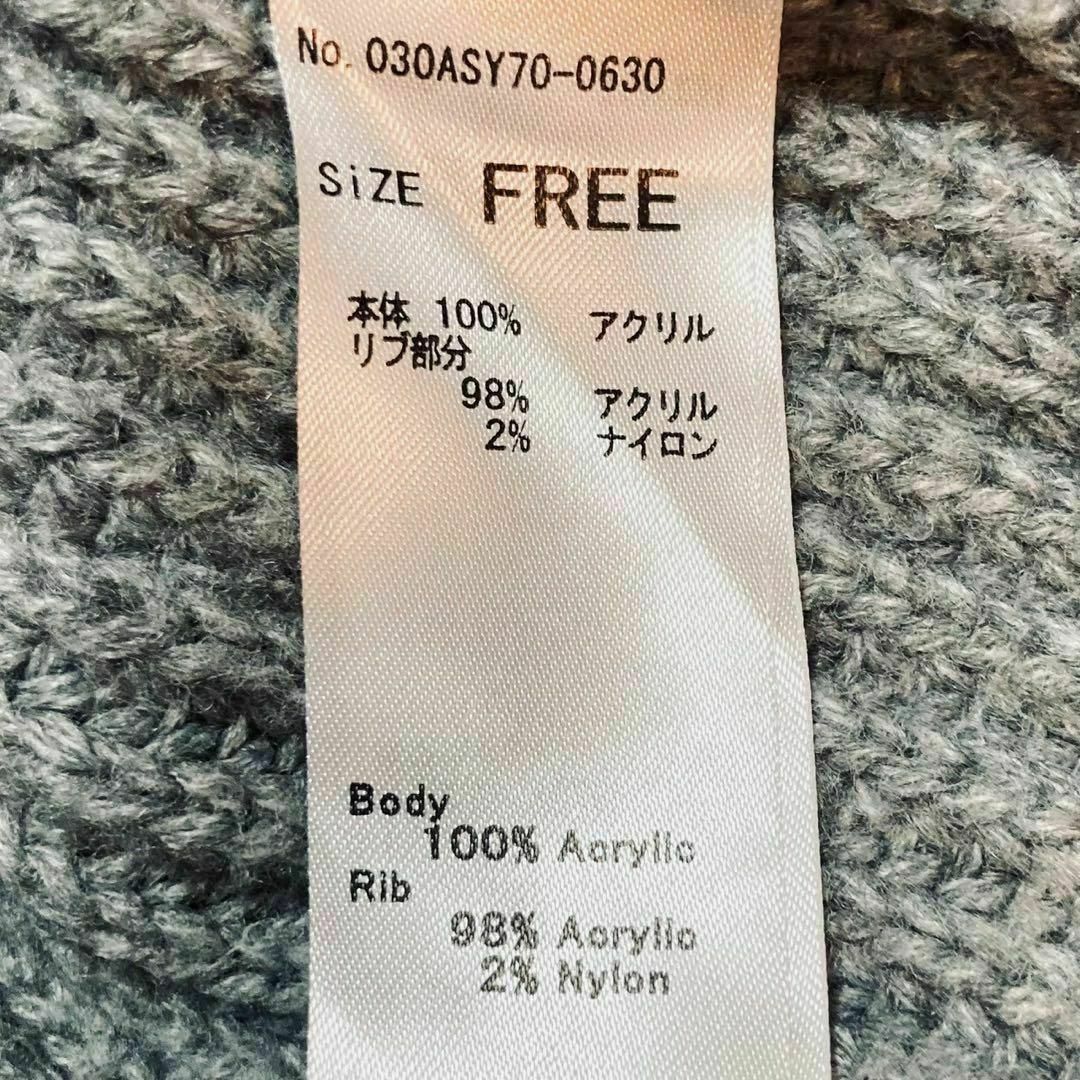 No. 030ASY70-0630
SiZE FREE
本体 100% アクリル
リブ部分
98% アクリル
2% ナイロン
Body
100% Acrylic
Rib
98% Acrylic
2% Nylon